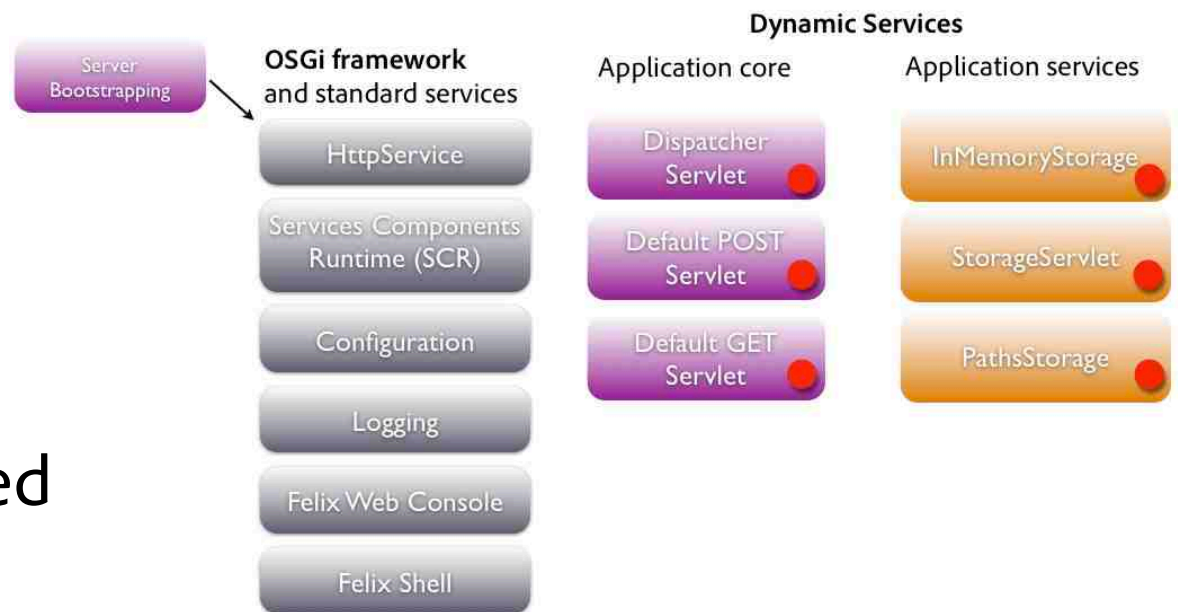 Dynamic Services
Server
Bootstrapping
OSGi framework
and standard services
Application core
Application services
HttpService
Services Components
Runtime (SCR)
Configuration
Logging
Felix Web Console
Felix Shell
Dispatcher
Servlet
Default POST
Servlet
Default GET
Servlet
InMemoryStorage
StorageServlet
PathsStorage
ed